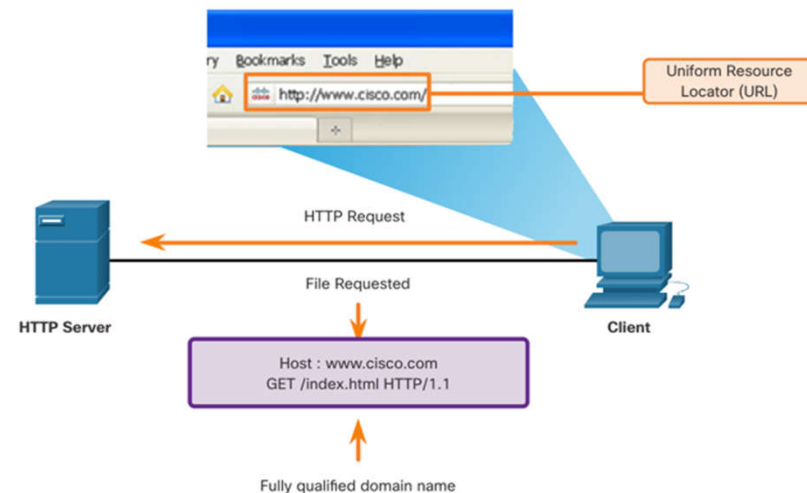 ry Bookmarks Tools Help
cisco http://www.cisco.com/
Uniform Resource
Locator (URL)
HTTP Request
File Requested
HTTP Server
Client
Host : www.cisco.com
GET /index.html HTTP/1.1
Fully qualified domain name